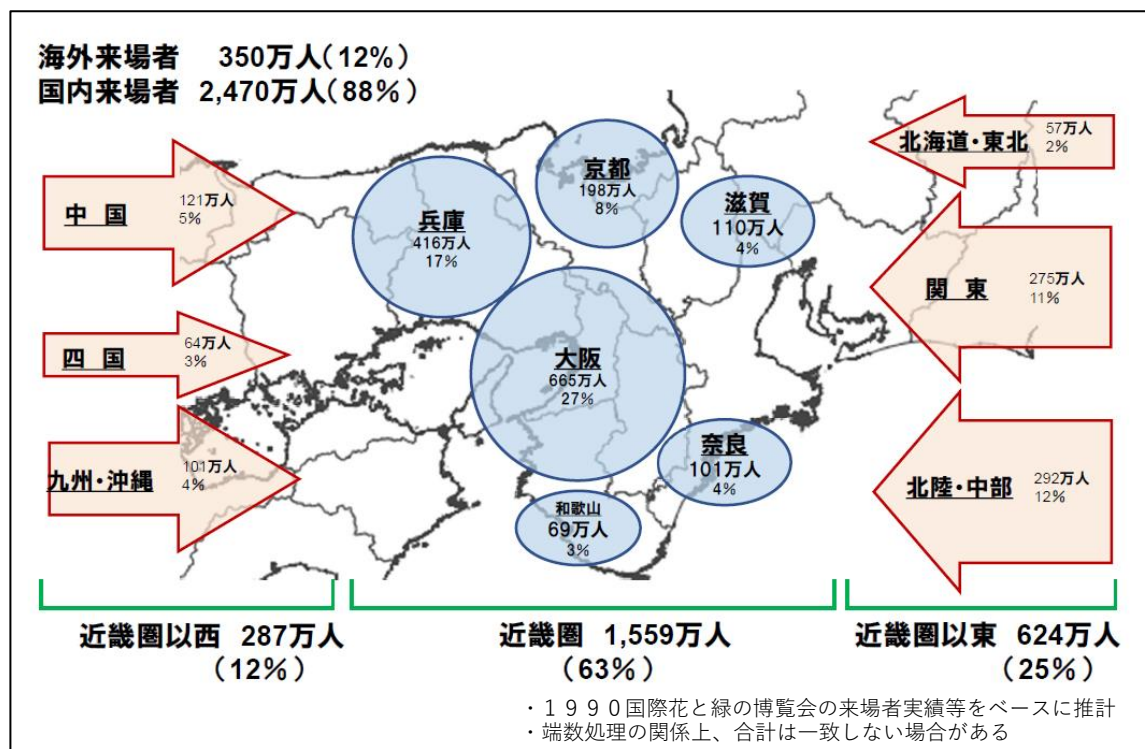 海外来場者 350万人(12%)
国内来場者 2,470万人(88%)
中 国
121万人
5%
四 国
64万人
3%
九州・沖縄
101万人
4%
兵庫
416万人
17%
京都
198万人
8%
滋賀
110万人
4%
大阪
665万人
27%
奈良
101万人
4%
和歌山
69万人
3%
北海道・東北
57万人
2%
関 東
275万人
11%
北陸・中部
292万人
12%
近畿圏以西 287万人
(12%)
近畿圏 1,559万人
(63%)
近畿圏以東 624万人
(25%)
・1990国際花と緑の博覧会の来場者実績等をベースに推計
・端数処理の関係上、合計は一致しない場合がある